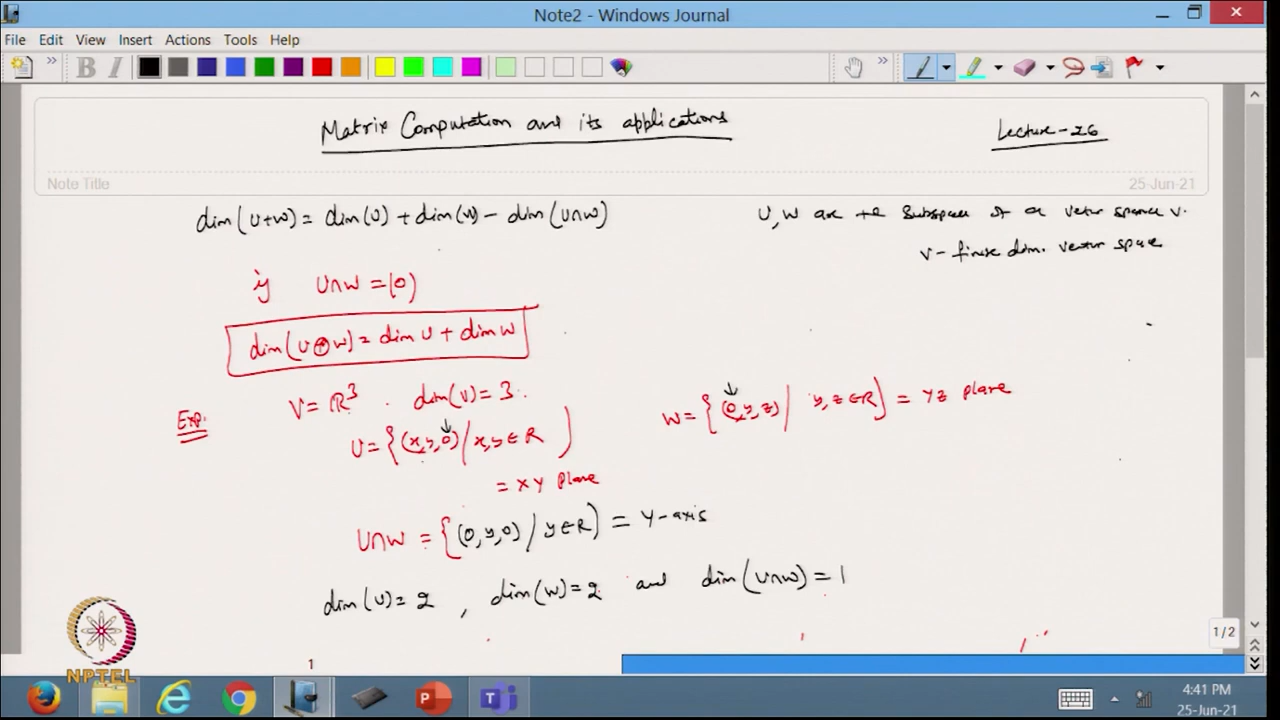 Note2 - Windows Journal
File Edit View Insert Actions Tools Help
Matrix Computation and its applications
Lecture-26
Note Title
25-Jun-21
dim(U+W) = dim(U) + dim(W) - dim(U∩W)
U, W are the Subspace of a vector space V.
V - finite dim. vector space
if U∩W = {0}
dim(U⊕W) = dim U + dim W
Exp: V = ℝ³ . dim(V) = 3.
U = {(x,y,0) / x,y ∈ R}
= XY plane
W = {(0,y,z) / y,z ∈ R} = YZ plane
U∩W = {(0,y,0) / y ∈ R} = Y-axis
dim(U) = 2 , dim(W) = 2 and dim(U∩W) = 1
1/2
1
NPTEL
4:41 PM
25-Jun-21